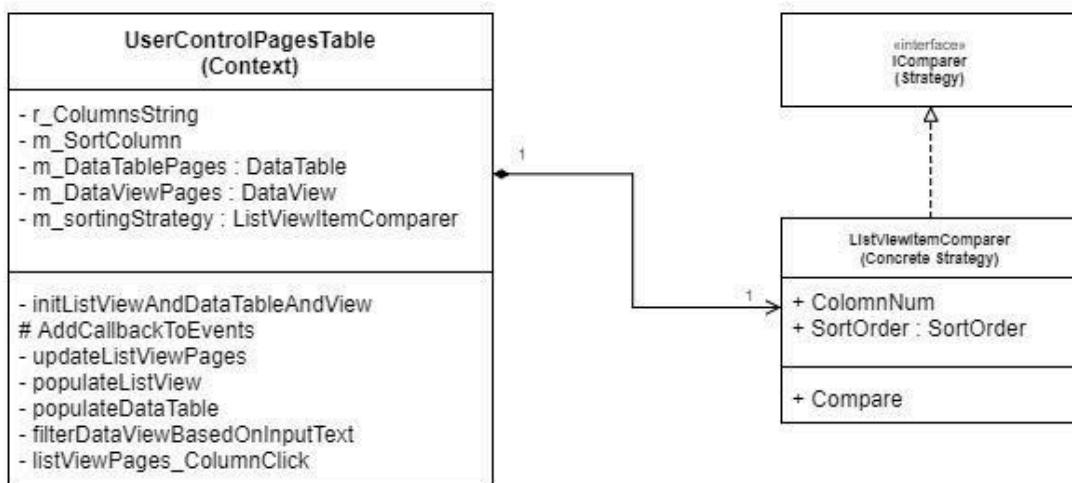 UserControlPagesTable
(Context)
- r_ColumnsString
- m_SortColumn
- m_DataTablePages : DataTable
- m_DataViewPages : DataView
- m_sortingStrategy : ListViewItemComparer
- initListViewAndDataTableAndView
# AddCallbackToEvents
- updateListViewPages
- populateListView
- populateDataTable
- filterDataViewBasedOnInputText
- listViewPages_ColumnClick
1
1
«interface»
IComparer
(Strategy)
ListViewItemComparer
(Concrete Strategy)
+ ColomnNum
+ SortOrder : SortOrder
+ Compare